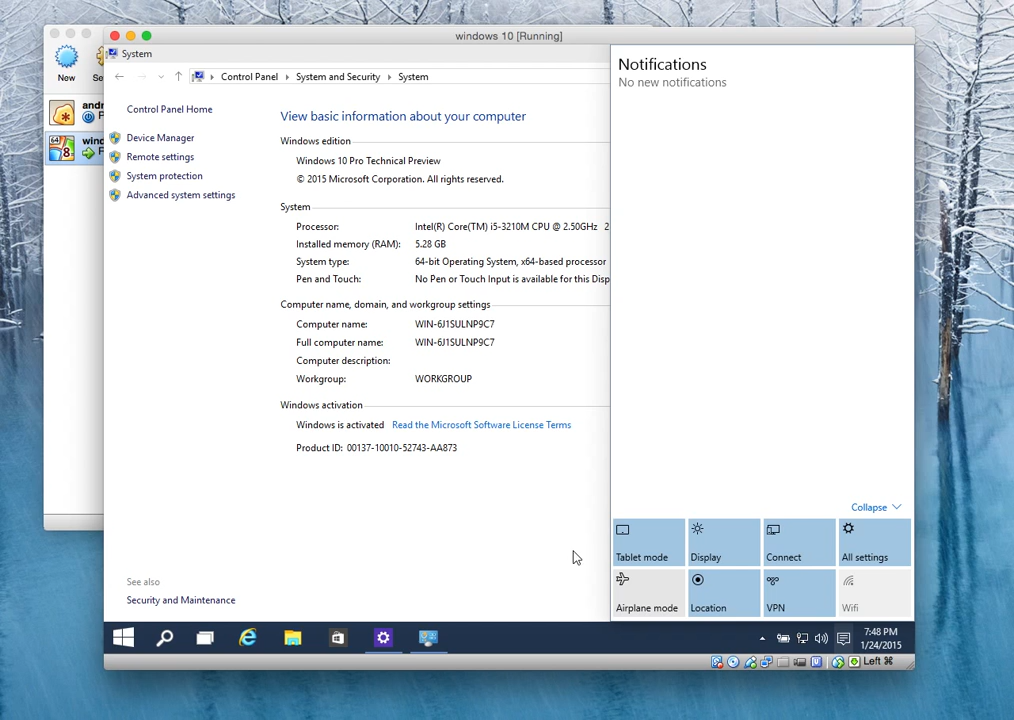 windows 10 [Running]
New
Se
andr
P
wind
P
64
8
System
Control Panel
System and Security
System
Control Panel Home
Device Manager
Remote settings
System protection
Advanced system settings
See also
Security and Maintenance
View basic information about your computer
Windows edition
Windows 10 Pro Technical Preview
© 2015 Microsoft Corporation. All rights reserved.
System
Processor: Intel(R) Core(TM) i5-3210M CPU @ 2.50GHz 2
Installed memory (RAM): 5.28 GB
System type: 64-bit Operating System, x64-based processor
Pen and Touch: No Pen or Touch Input is available for this Disp
Computer name, domain, and workgroup settings
Computer name: WIN-6J1SULNP9C7
Full computer name: WIN-6J1SULNP9C7
Computer description:
Workgroup: WORKGROUP
Windows activation
Windows is activated Read the Microsoft Software License Terms
Product ID: 00137-10010-52743-AA873
Notifications
No new notifications
Collapse
Tablet mode
Display
Connect
All settings
Airplane mode
Location
VPN
Wifi
7:48 PM
1/24/2015
Left ⌘